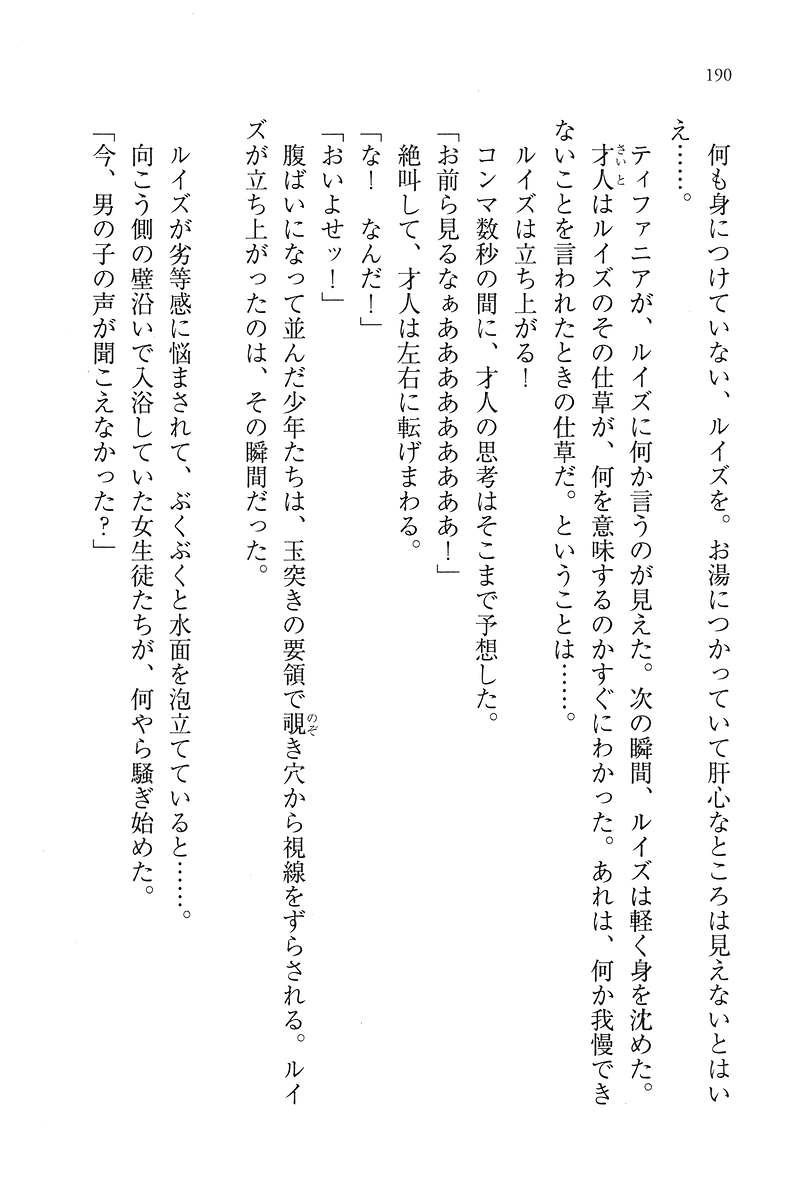 190
何も身につけていない、ルイズを。お湯につかっていて肝心なところは見えないとはい
え……。
ティファニアが、ルイズに何か言うのが見えた。次の瞬間、ルイズは軽く身を沈めた。
才人はルイズのその仕草が、何を意味するのかすぐにわかった。あれは、何か我慢でき
ないことを言われたときの仕草だ。ということは……。
ルイズは立ち上がる!
コンマ数秒の間に、才人の思考はそこまで予想した。
「お前ら見るなぁあああああああああ!」
絶叫して、才人は左右に転げまわる。
「な! なんだ!」
「おいよせッ!」
腹ばいになって並んだ少年たちは、玉突きの要領で覗き穴から視線をずらされる。ルイ
ズが立ち上がったのは、その瞬間だった。
ルイズが劣等感に悩まされて、ぶくぶくと水面を泡立てていると……。
向こう側の壁沿いで入浴していた女生徒たちが、何やら騒ぎ始めた。
「今、男の子の声が聞こえなかった?」